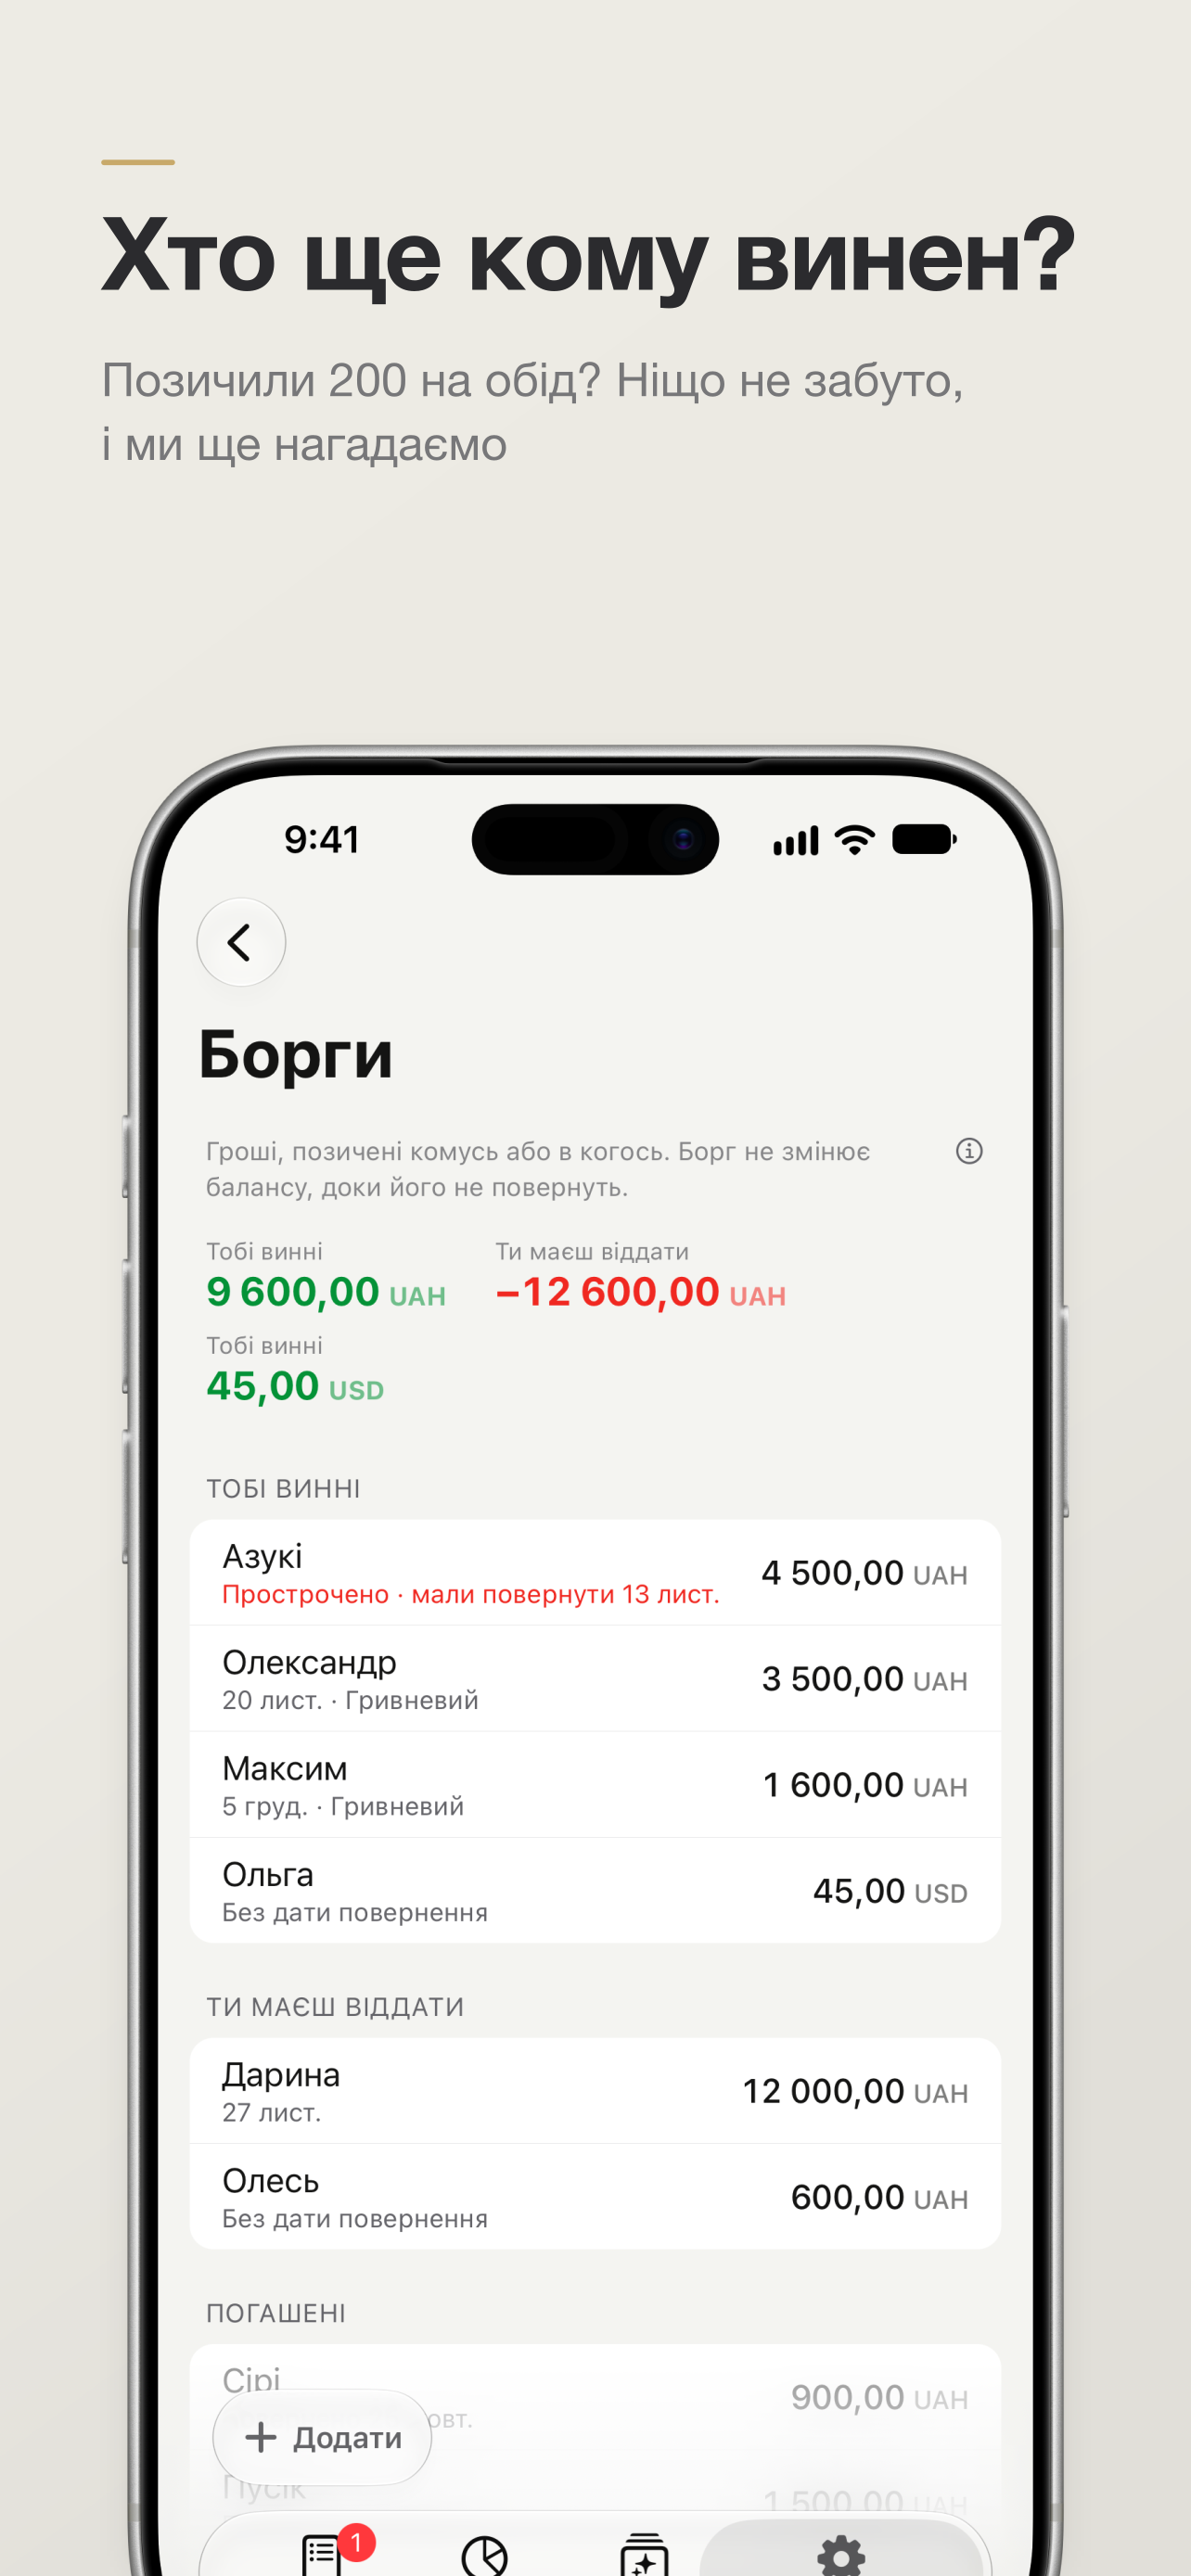 Хто ще кому винен?
Позичили 200 на обід? Ніщо не забуто,
і ми ще нагадаємо
9:41
Борги
Гроші, позичені комусь або в когось. Борг не змінює
балансу, доки його не повернуть.
Тобі винні
9 600,00 UAH
Ти маєш віддати
−12 600,00 UAH
Тобі винні
45,00 USD
ТОБІ ВИННІ
Азукі
4 500,00 UAH
Прострочено · мали повернути 13 лист.
Олександр
3 500,00 UAH
20 лист. · Гривневий
Максим
1 600,00 UAH
5 груд. · Гривневий
Ольга
45,00 USD
Без дати повернення
ТИ МАЄШ ВІДДАТИ
Дарина
12 000,00 UAH
27 лист.
Олесь
600,00 UAH
Без дати повернення
ПОГАШЕНІ
Сірі
900,00 UAH
Додати
Пусік
1 500,00 UAH
1